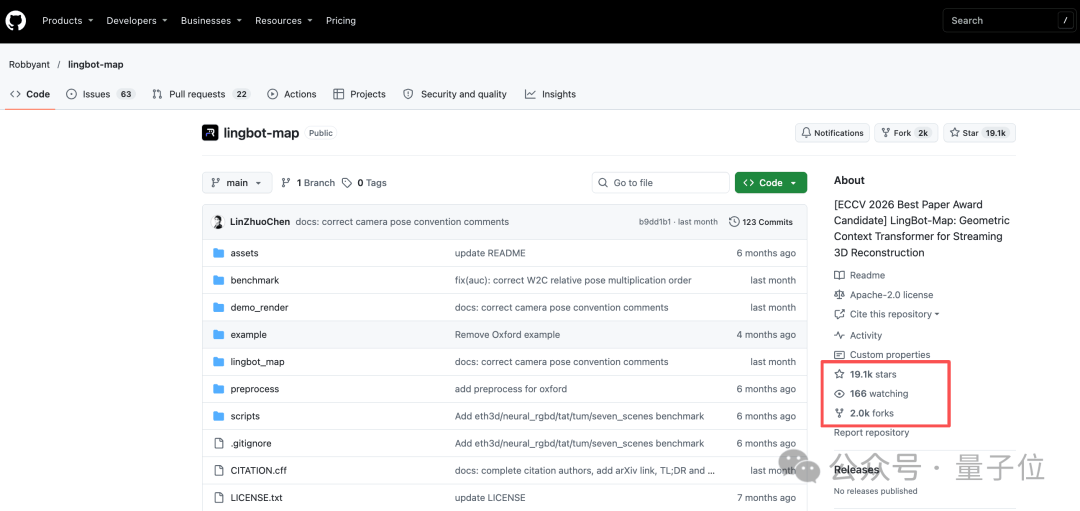 Products Developers Businesses Resources Pricing Search /
Robbyant / lingbot-map
Code Issues 63 Pull requests 22 Actions Projects Security and quality Insights
lingbot-map Public Notifications Fork 2k Star 19.1k
main 1 Branch 0 Tags Go to file Code
LinZhuoChen docs: correct camera pose convention comments b9dd1b1 · last month 123 Commits
assets update README 6 months ago
benchmark fix(auc): correct W2C relative pose multiplication order last month
demo_render docs: correct camera pose convention comments last month
example Remove Oxford example 4 months ago
lingbot_map docs: correct camera pose convention comments last month
preprocess add preprocess for oxford 6 months ago
scripts Add eth3d/neural_rgbd/tat/tum/seven_scenes benchmark 6 months ago
.gitignore Add eth3d/neural_rgbd/tat/tum/seven_scenes benchmark 6 months ago
CITATION.cff docs: complete citation authors, add arXiv link, TL;DR and ... last month
LICENSE.txt update LICENSE 7 months ago
About
[ECCV 2026 Best Paper Award
Candidate] LingBot-Map: Geometric
Context Transformer for Streaming
3D Reconstruction
Readme
Apache-2.0 license
Cite this repository
Activity
Custom properties
19.1k stars
166 watching
2.0k forks
Report repository
Releases
No releases published
公众号 · 量子位